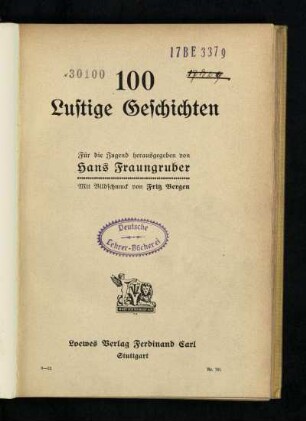 17BE 3379
30100
100
Lustige Geschichten
Für die Jugend herausgegeben von
Hans Fraungruber
Mit Bildschmuck von Fritz Bergen
Deutsche
Lehrer-Bücherei
Loewes Verlag Ferdinand Carl
Stuttgart